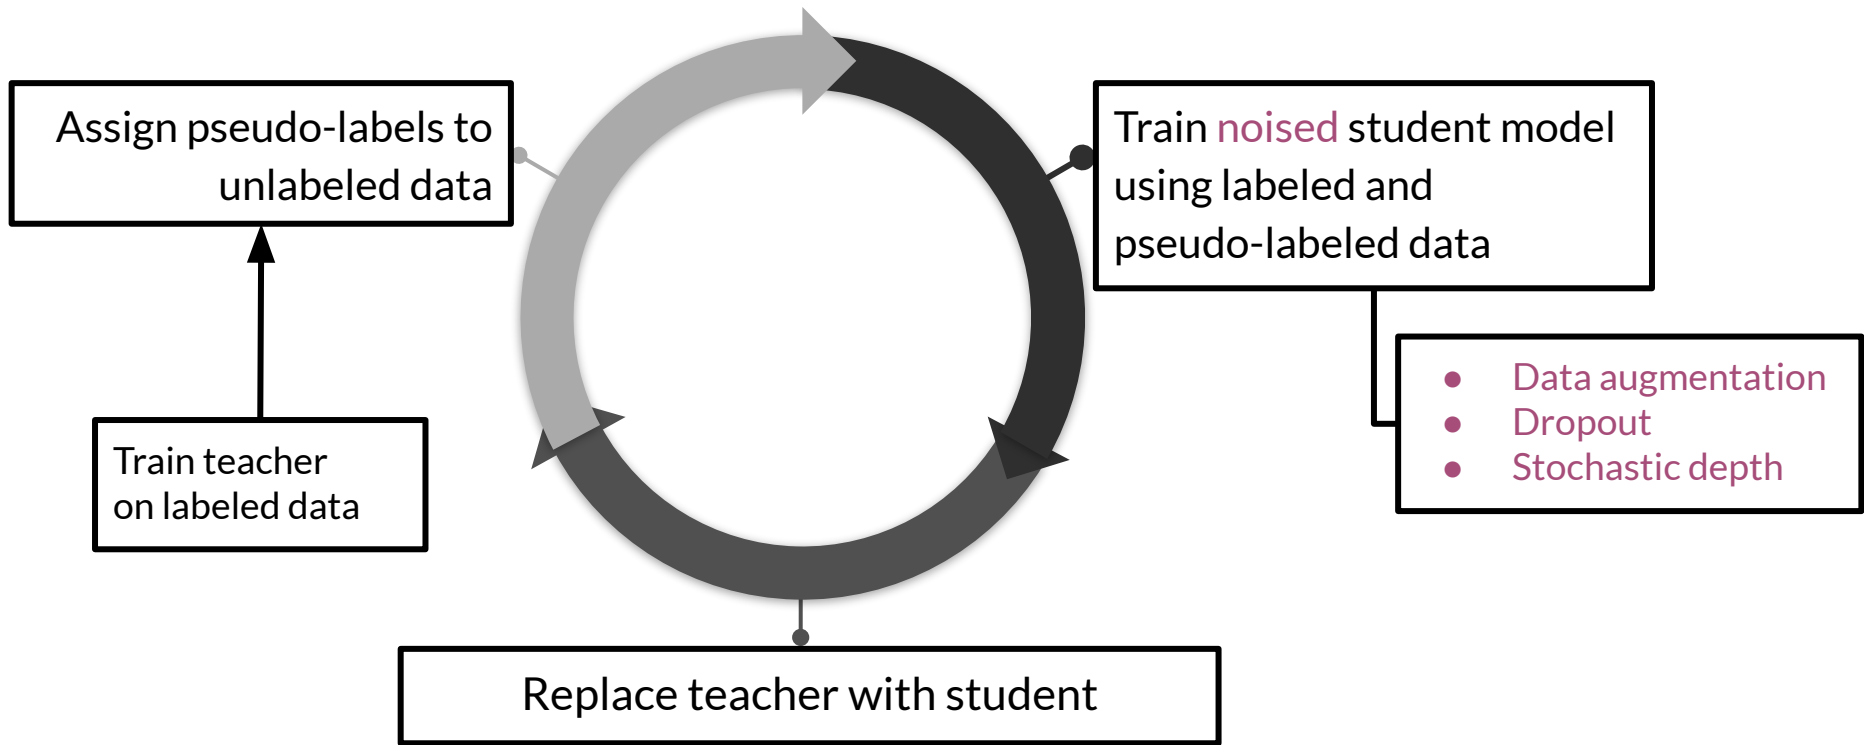 Assign pseudo-labels to
unlabeled data
Train noised student model
using labeled and
pseudo-labeled data
● Data augmentation
● Dropout
● Stochastic depth
Train teacher
on labeled data
Replace teacher with student